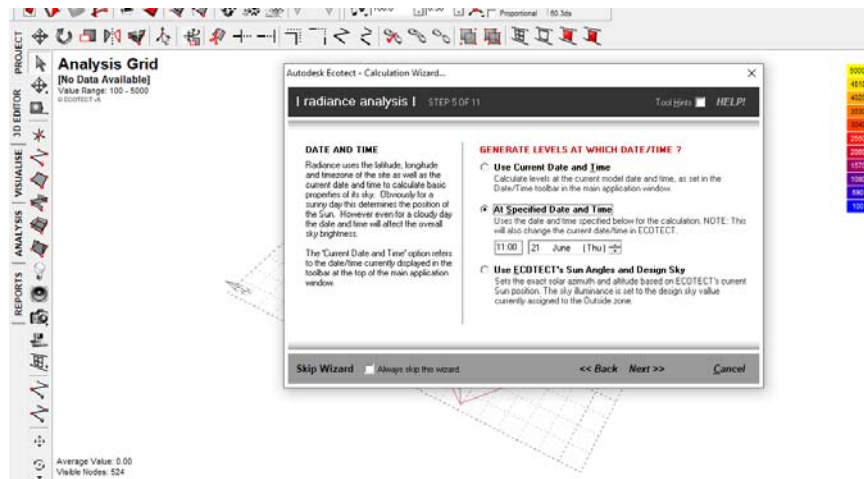 Proportional
60.3ds
PROJECT
3D EDITOR
VISUALISE
ANALYSIS
REPORTS
Analysis Grid
[No Data Available]
Value Range: 100 - 5000
© ECOTECT v5
Autodesk Ecotect - Calculation Wizard...
| radiance analysis | STEP 5 OF 11
Tool Hints
HELP!
DATE AND TIME
Radiance uses the latitude, longitude
and timezone of the site as well as the
current date and time to calculate basic
properties of its sky. Obviously for a
sunny day this determines the position of
the Sun. However even for a cloudy day
the date and time will affect the overall
sky brightness.
The 'Current Date and Time' option refers
to the date/time currently displayed in the
toolbar at the top of the main application
window.
GENERATE LEVELS AT WHICH DATE/TIME ?
Use Current Date and Time
Calculate levels at the current model date and time, as set in the
Date/Time toolbar in the main application window.
At Specified Date and Time
Uses the date and time specified below for the calculation. NOTE: This
will also change the current date/time in ECOTECT.
11:00 21 June (Thu)
Use ECOTECT's Sun Angles and Design Sky
Sets the exact solar azimuth and altitude based on ECOTECT's current
Sun position. The sky illuminance is set to the design sky vallue
currently assigned to the Outside zone.
Skip Wizard
Always skip this wizard.
<< Back Next >>
Cancel
5000
4510
100
Average Value: 0.00
Visible Nodes: 524